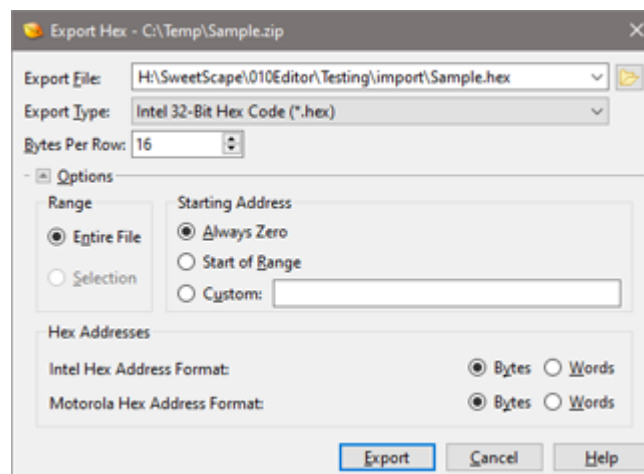 Export Hex - C:\Temp\Sample.zip
Export File: H:\SweetScape\010Editor\Testing\import\Sample.hex
Export Type: Intel 32-Bit Hex Code (*.hex)
Bytes Per Row: 16
Options
Range
Entire File
Selection
Starting Address
Always Zero
Start of Range
Custom:
Hex Addresses
Intel Hex Address Format: Bytes Words
Motorola Hex Address Format: Bytes Words
Export Cancel Help